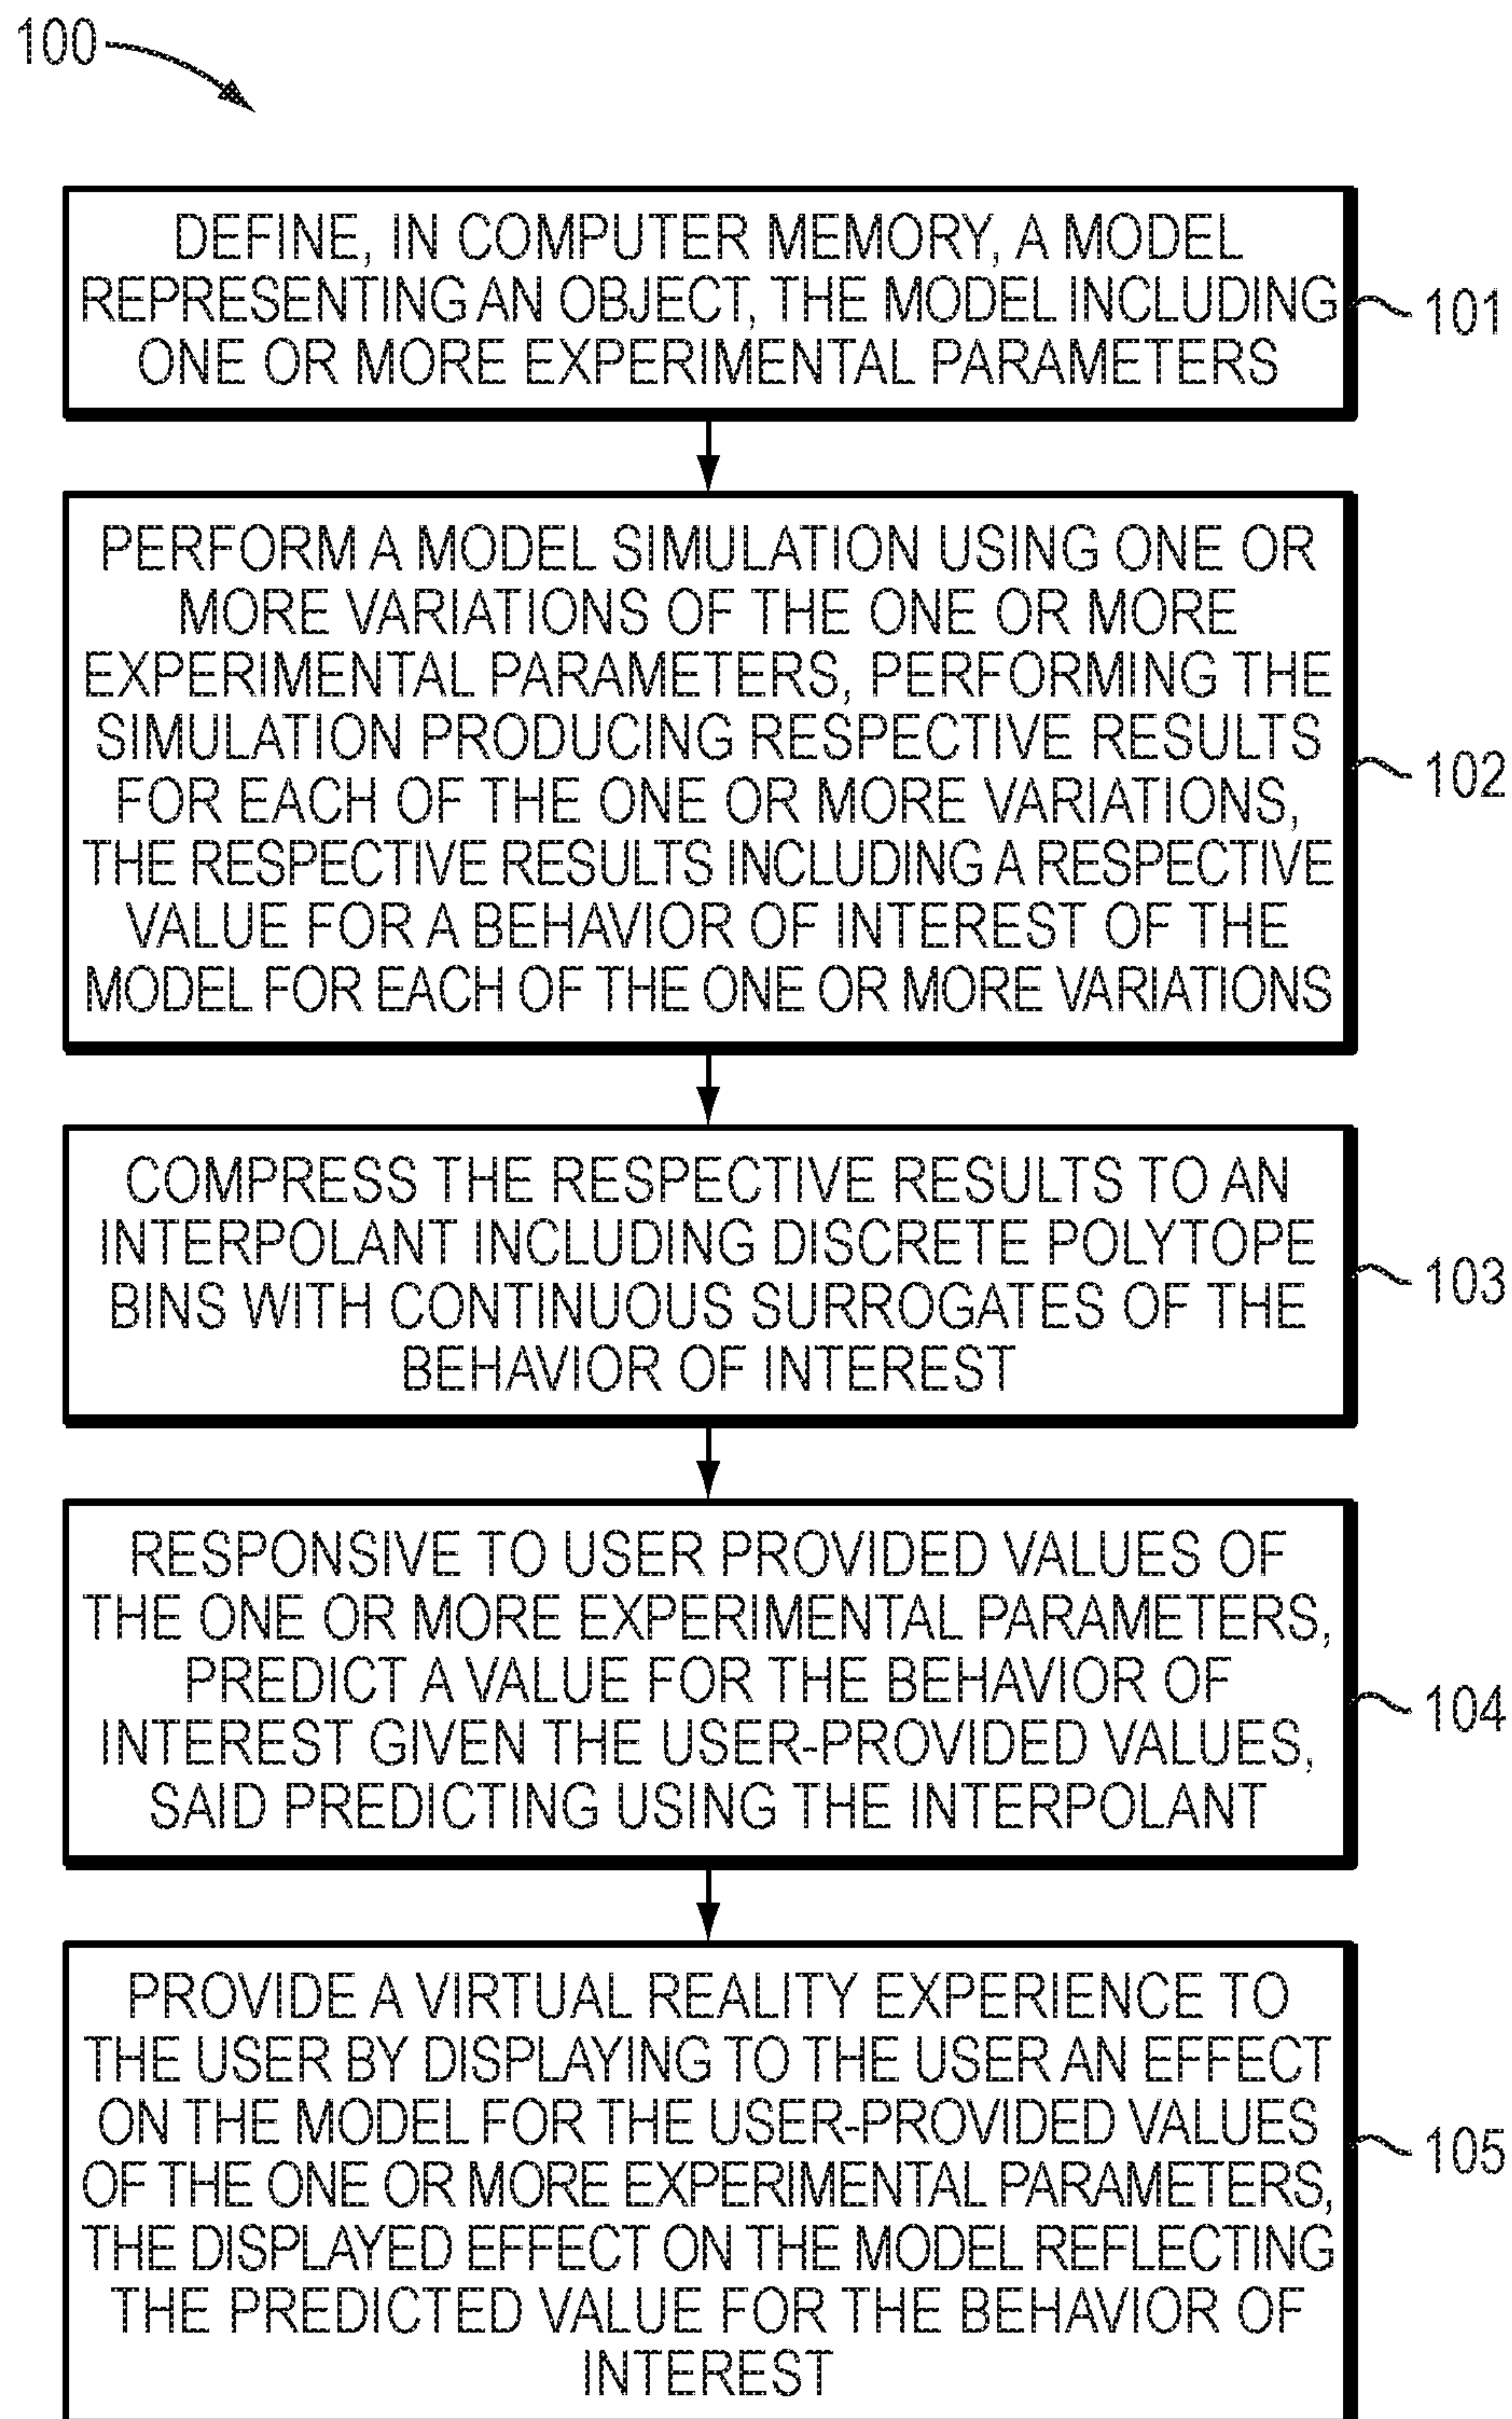 100
DEFINE, IN COMPUTER MEMORY, A MODEL
REPRESENTING AN OBJECT, THE MODEL INCLUDING
ONE OR MORE EXPERIMENTAL PARAMETERS
101
PERFORM A MODEL SIMULATION USING ONE OR
MORE VARIATIONS OF THE ONE OR MORE
EXPERIMENTAL PARAMETERS, PERFORMING THE
SIMULATION PRODUCING RESPECTIVE RESULTS
FOR EACH OF THE ONE OR MORE VARIATIONS,
THE RESPECTIVE RESULTS INCLUDING A RESPECTIVE
VALUE FOR A BEHAVIOR OF INTEREST OF THE
MODEL FOR EACH OF THE ONE OR MORE VARIATIONS
102
COMPRESS THE RESPECTIVE RESULTS TO AN
INTERPOLANT INCLUDING DISCRETE POLYTOPE
BINS WITH CONTINUOUS SURROGATES OF THE
BEHAVIOR OF INTEREST
103
RESPONSIVE TO USER PROVIDED VALUES OF
THE ONE OR MORE EXPERIMENTAL PARAMETERS,
PREDICT A VALUE FOR THE BEHAVIOR OF
INTEREST GIVEN THE USER-PROVIDED VALUES,
SAID PREDICTING USING THE INTERPOLANT
104
PROVIDE A VIRTUAL REALITY EXPERIENCE TO
THE USER BY DISPLAYING TO THE USER AN EFFECT
ON THE MODEL FOR THE USER-PROVIDED VALUES
OF THE ONE OR MORE EXPERIMENTAL PARAMETERS,
THE DISPLAYED EFFECT ON THE MODEL REFLECTING
THE PREDICTED VALUE FOR THE BEHAVIOR OF
INTEREST
105